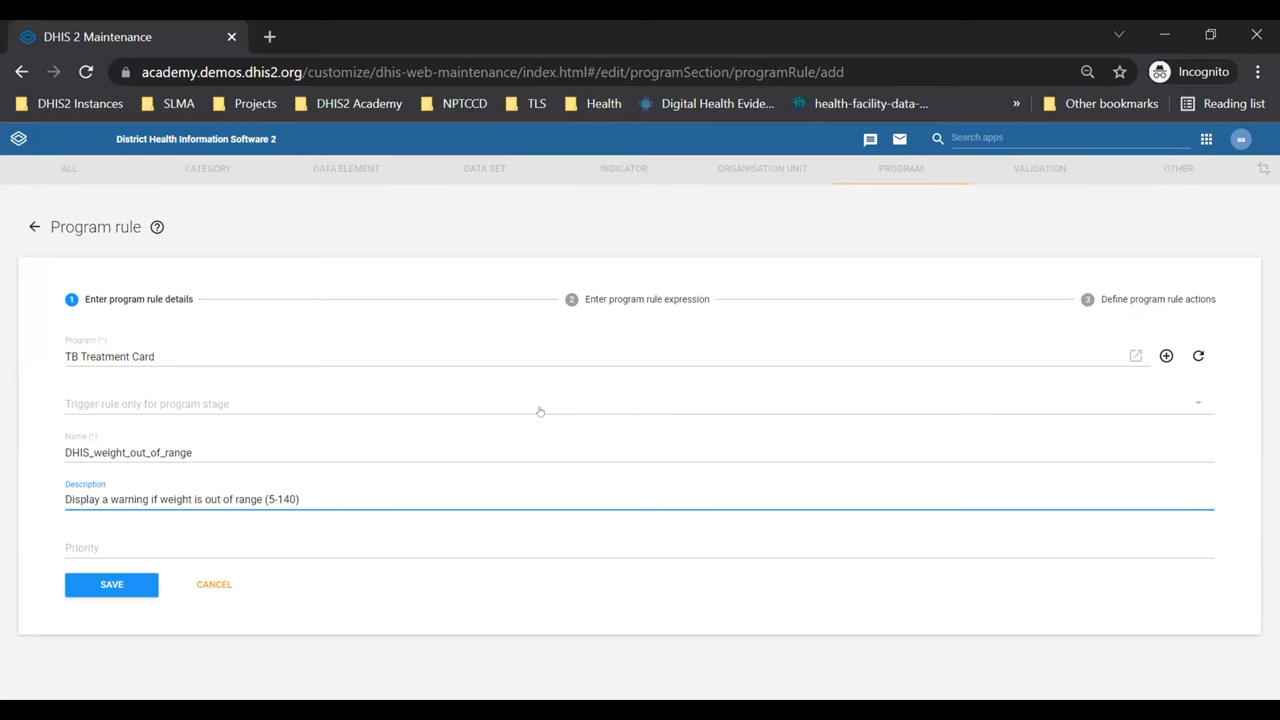 DHIS 2 Maintenance
academy.demos.dhis2.org/customize/dhis-web-maintenance/index.html#/edit/programSection/programRule/add
Incognito
DHIS2 Instances SLMA Projects DHIS2 Academy NPTCCD TLS Health Digital Health Evide... health-facility-data-... » Other bookmarks Reading list
District Health Information Software 2 Search apps aa
ALL CATEGORY DATA ELEMENT DATA SET INDICATOR ORGANISATION UNIT PROGRAM VALIDATION OTHER
Program rule
1 Enter program rule details 2 Enter program rule expression 3 Define program rule actions
Program (*)
TB Treatment Card
Trigger rule only for program stage
Name (*)
DHIS_weight_out_of_range
Description
Display a warning if weight is out of range (5-140)
Priority
SAVE CANCEL